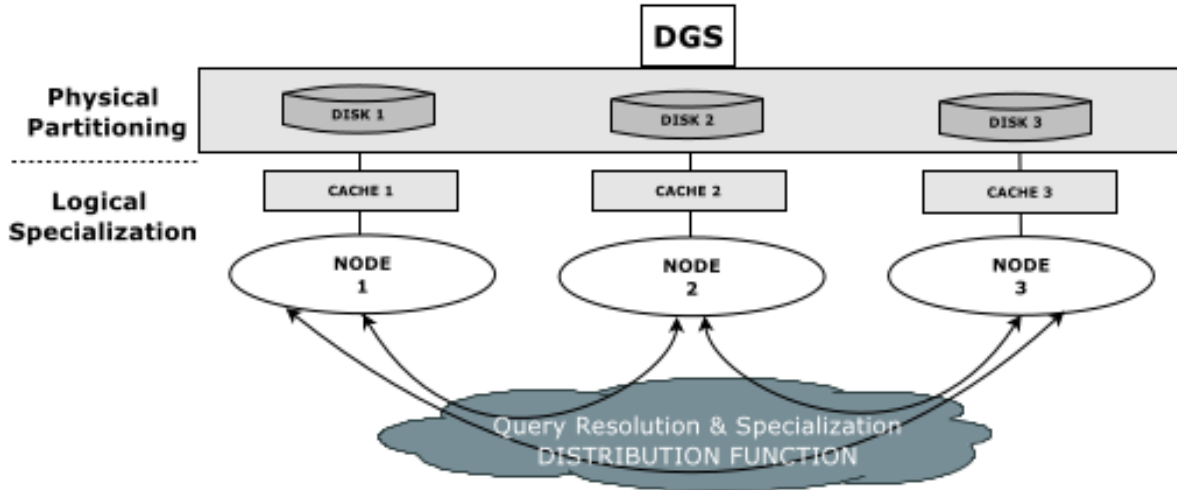 DGS
Physical
Partitioning
DISK 1
DISK 2
DISK 3
Logical
Specialization
CACHE 1
CACHE 2
CACHE 3
NODE
1
NODE
2
NODE
3
Query Resolution & Specialization
DISTRIBUTION FUNCTION